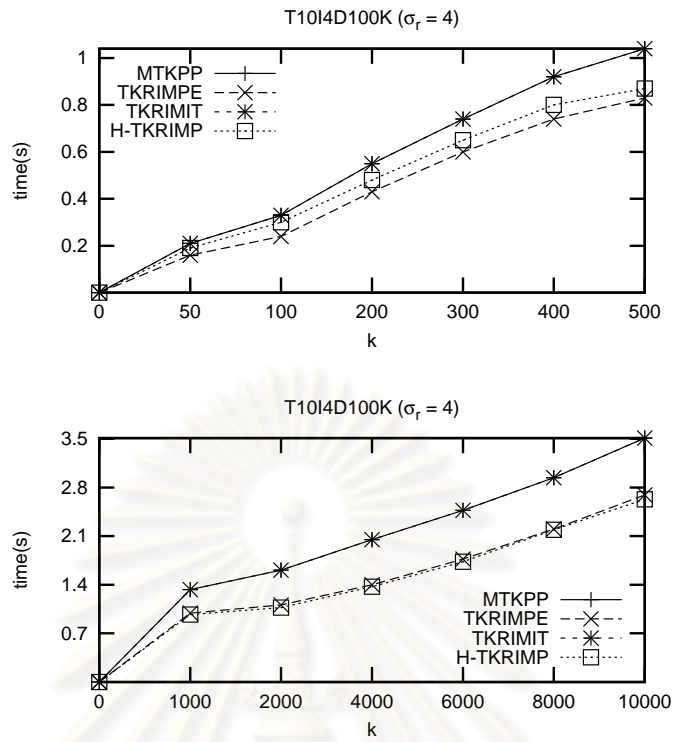 T10I4D100K (σr = 4)
MTKPP
TKRIMPE
TKRIMIT
H-TKRIMP
time(s)
1
0.8
0.6
0.4
0.2
0 50 100 200 300 400 500
k
T10I4D100K (σr = 4)
time(s)
3.5
2.8
2.1
1.4
0.7
MTKPP
TKRIMPE
TKRIMIT
H-TKRIMP
0 1000 2000 4000 6000 8000 10000
k